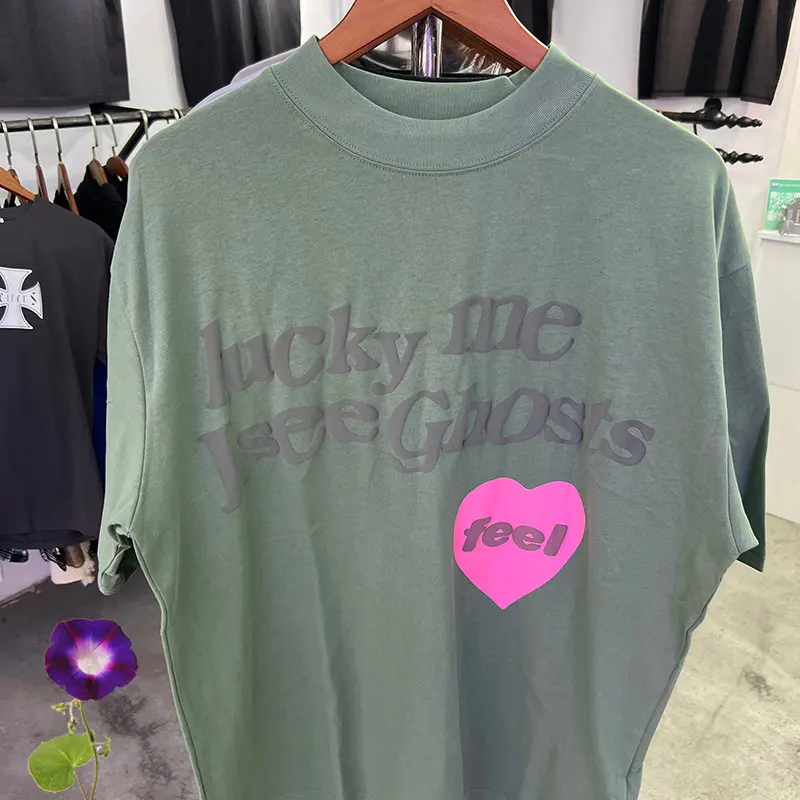 lucky me
I see Ghosts
feel